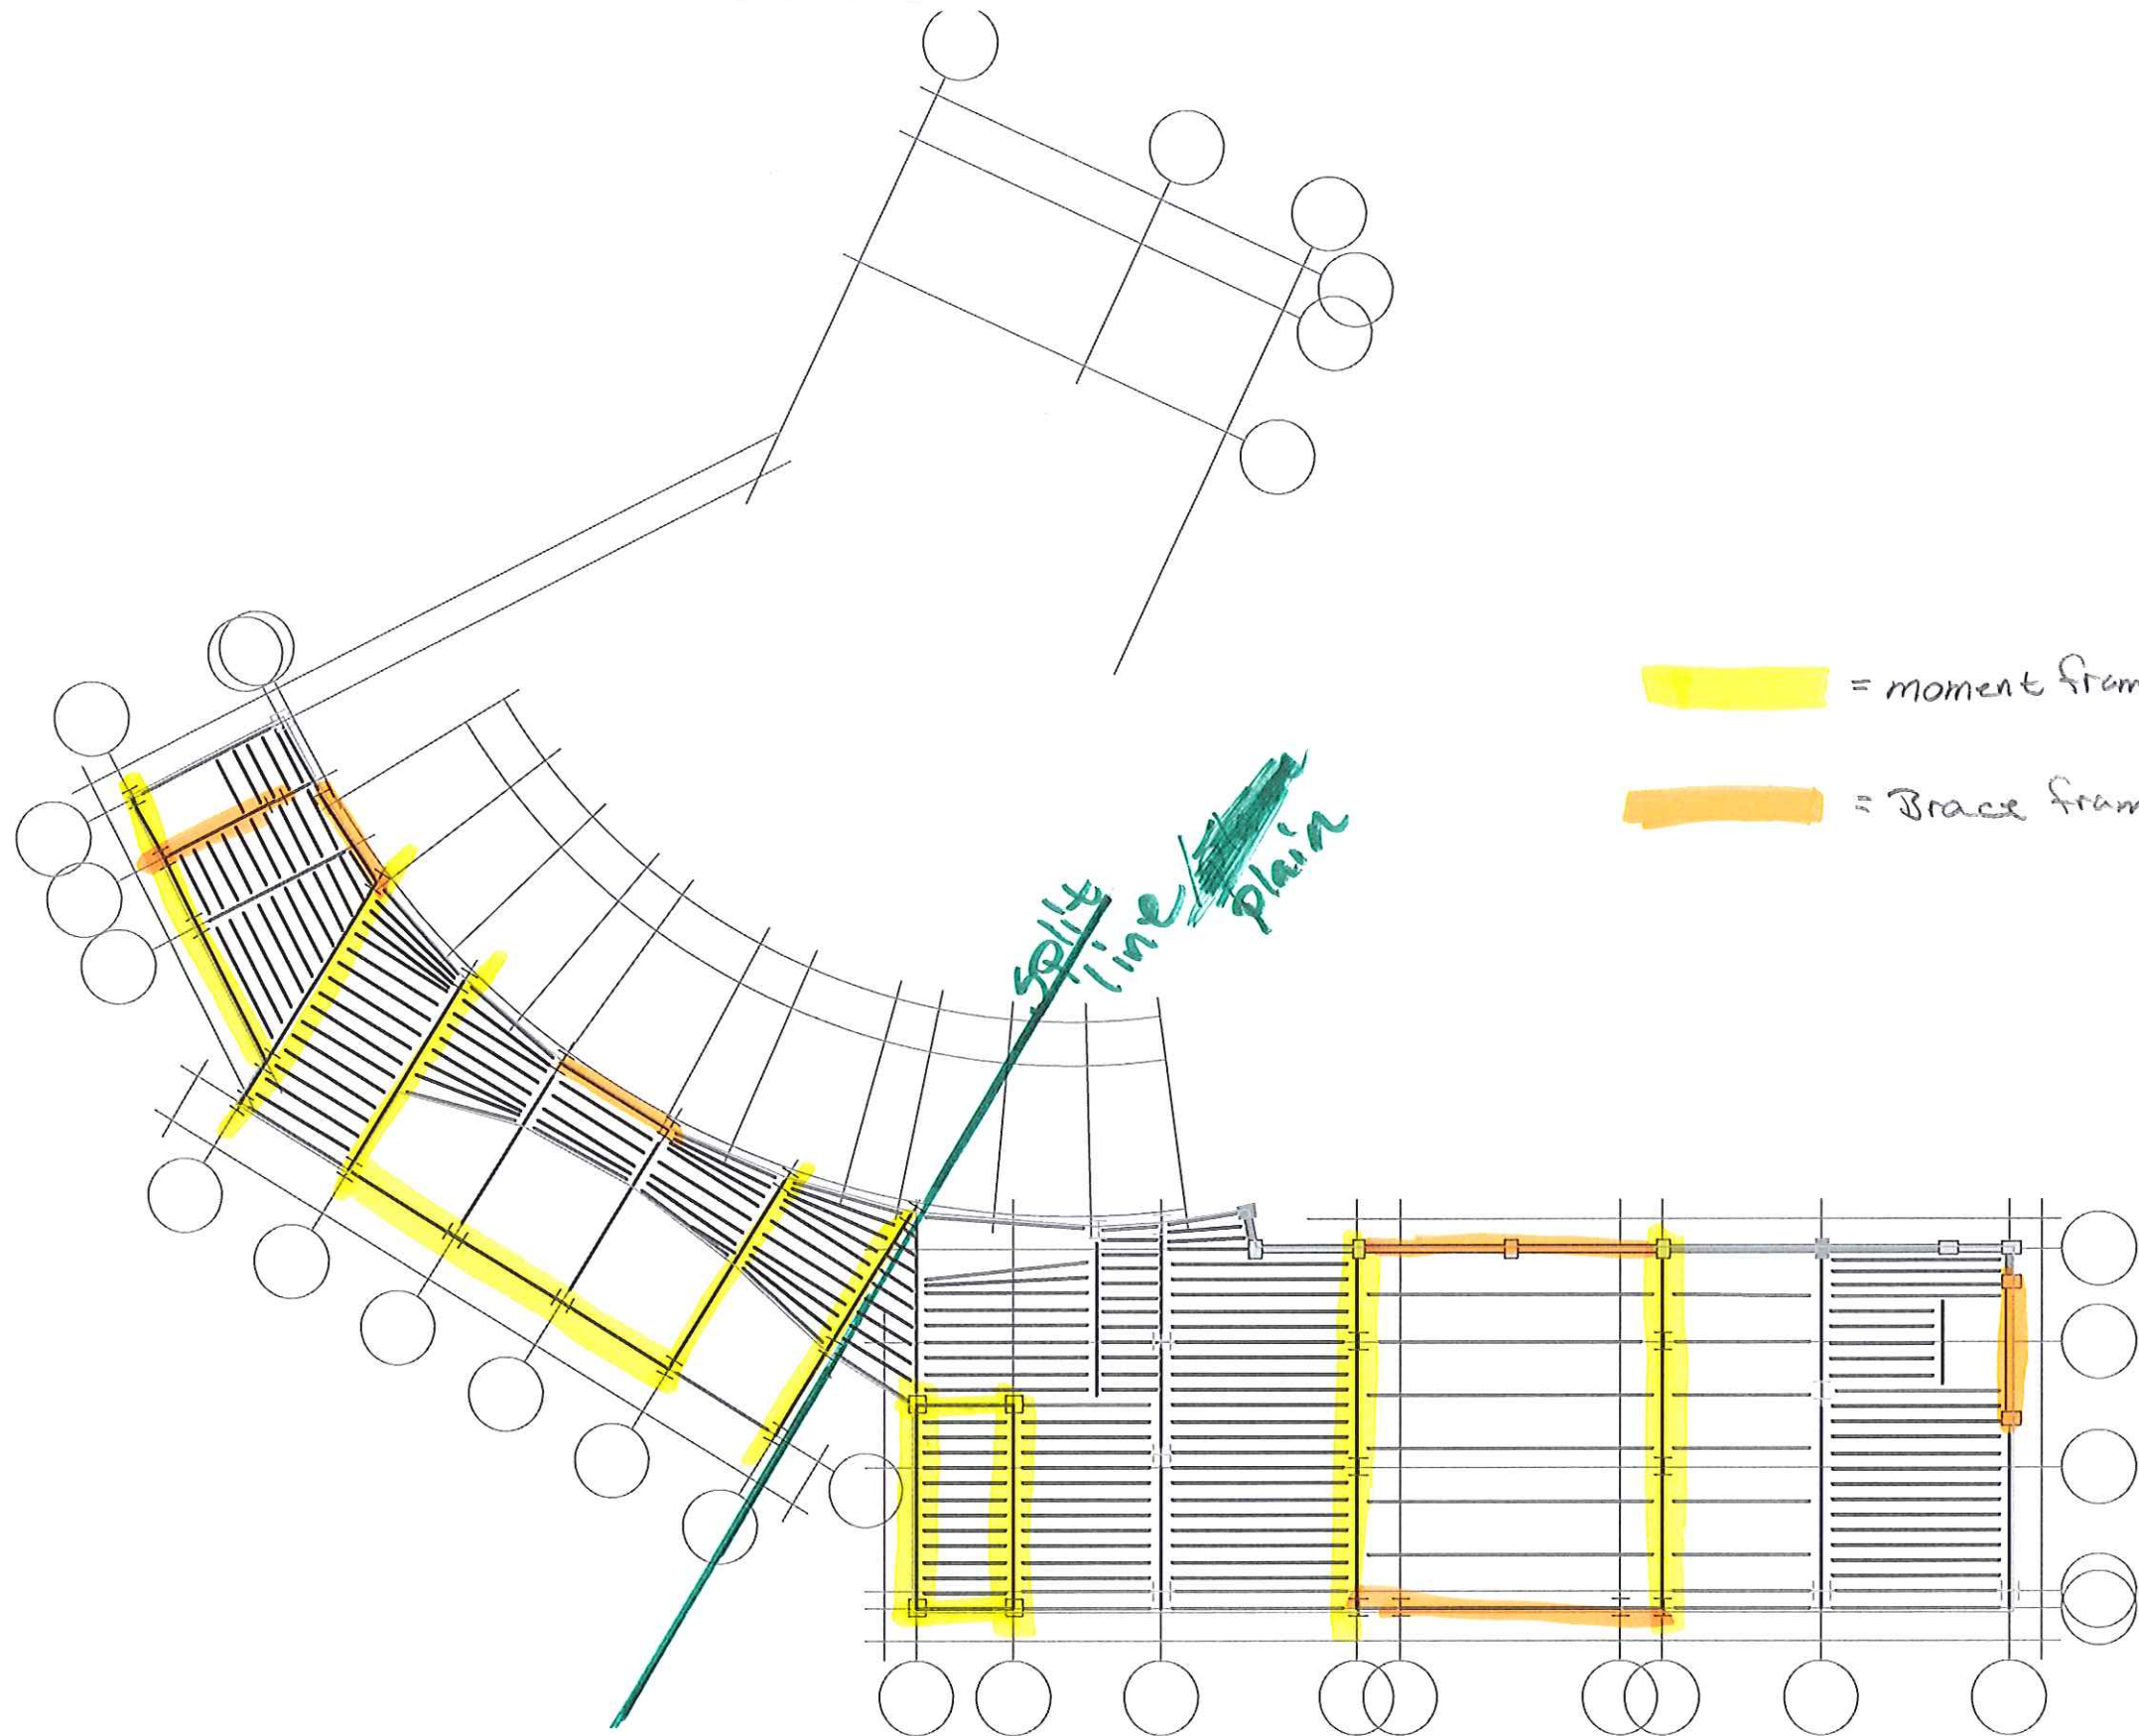 = moment fram
= Brace fram
split
line/
plain